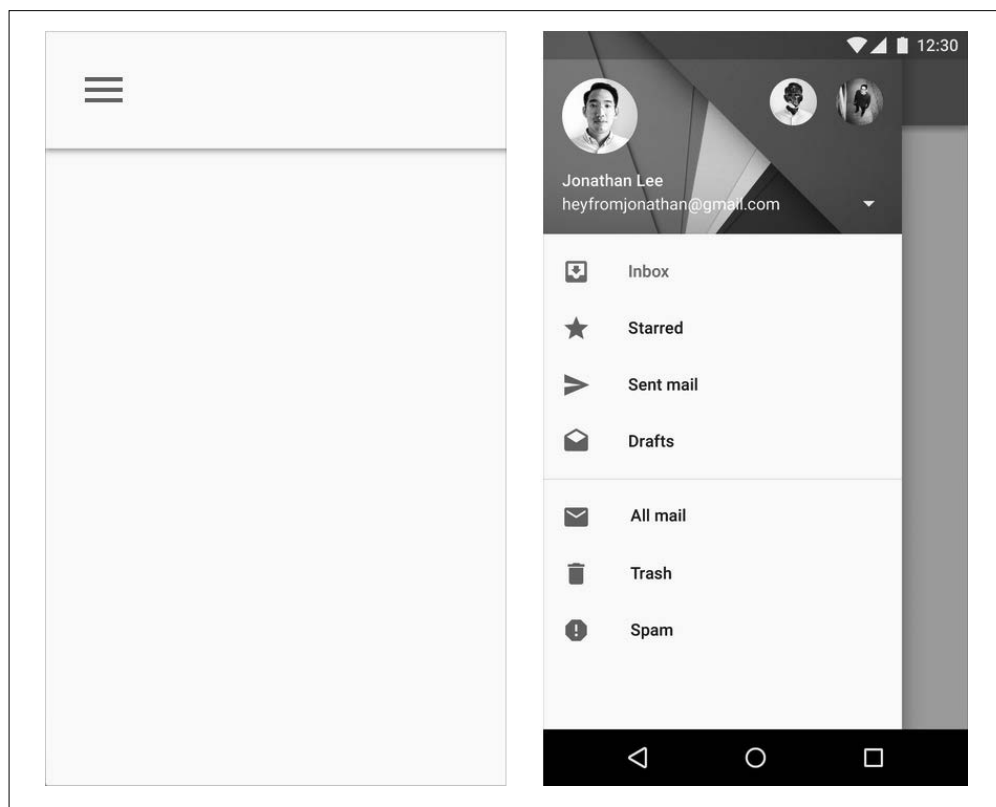 12:30
Jonathan Lee
heyfromjonathan@gmail.com
Inbox
Starred
Sent mail
Drafts
All mail
Trash
Spam